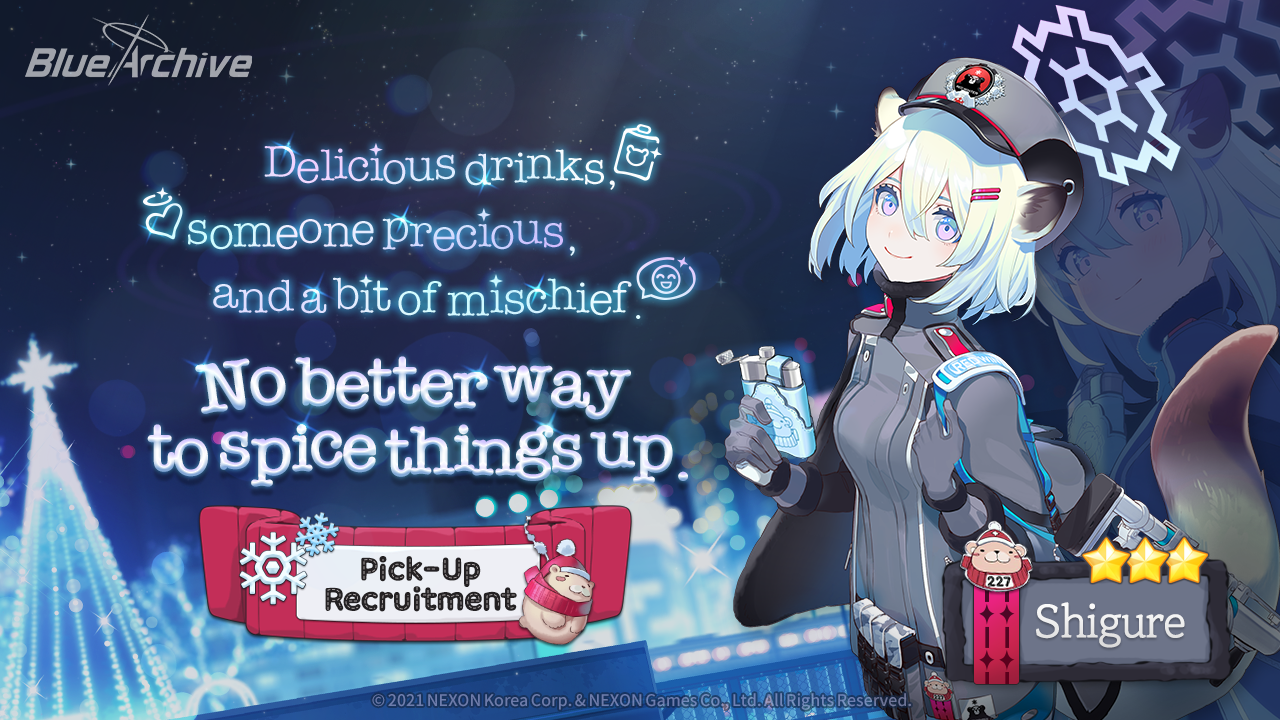 Blue Archive
Delicious drinks,
someone precious,
and a bit of mischief.
No better way
to spice things up.
Pick-Up
Recruitment
227
Shigure
© 2021 NEXON Korea Corp. & NEXON Games Co., Ltd. All Rights Reserved.